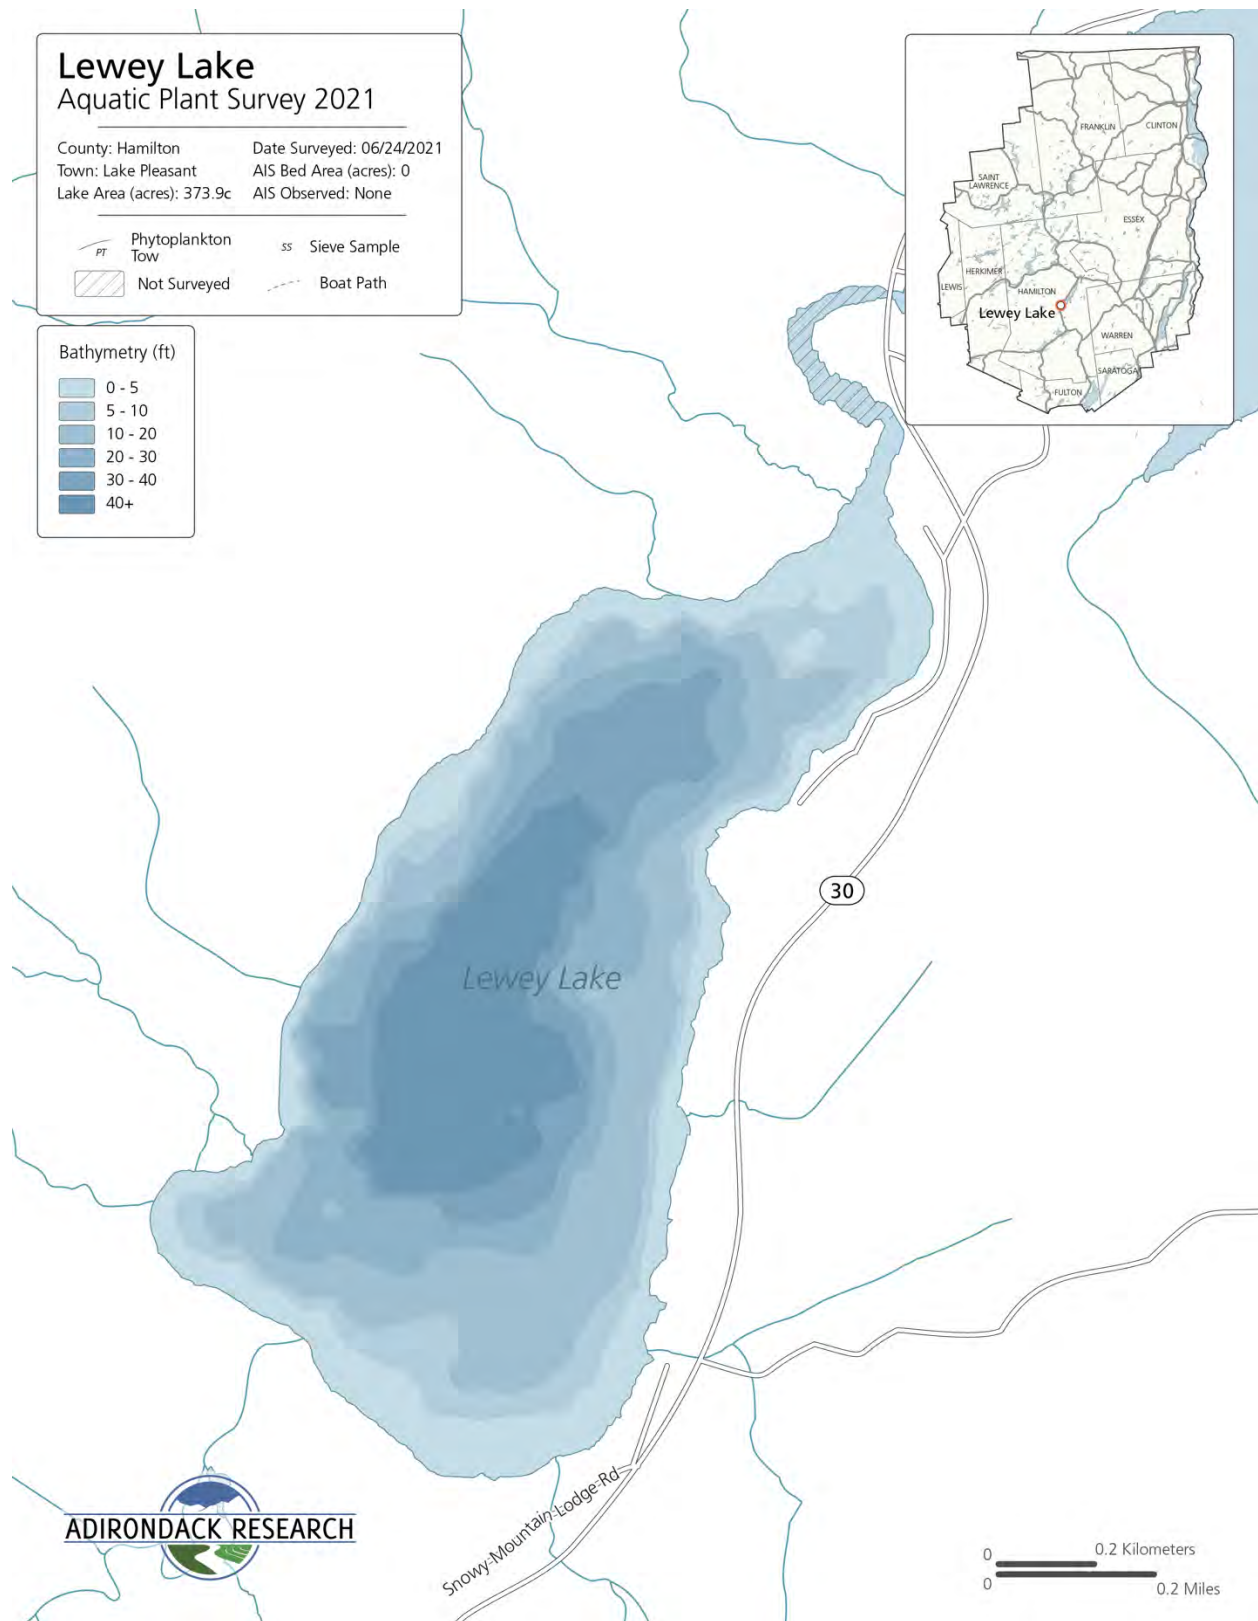 Lewey Lake
Aquatic Plant Survey 2021
County: Hamilton
Date Surveyed: 06/24/2021
Town: Lake Pleasant
AIS Bed Area (acres): 0
Lake Area (acres): 373.9c
AIS Observed: None
PT
Phytoplankton
Tow
SS
Sieve Sample
Not Surveyed
Boat Path
Bathymetry (ft)
0 - 5
5 - 10
10 - 20
20 - 30
30 - 40
40+
FRANKLIN
CLINTON
SAINT
LAWRENCE
ESSEX
HERKIMER
LEWIS
HAMILTON
Lewey Lake
WARREN
SARATOGA
FULTON
30
Lewey Lake
Snowy-Mountain-Lodge-Rd
ADIRONDACK RESEARCH
0
0.2 Kilometers
0
0.2 Miles